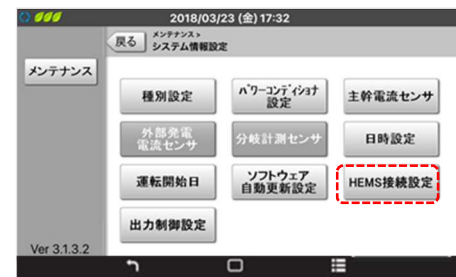 2018/03/23 (金) 17:32
戻る
メンテナンス>
システム情報設定
メンテナンス
種別設定
パワーコンディショナ
設定
主幹電流センサ
外部発電
電流センサ
分岐計測センサ
日時設定
運転開始日
ソフトウェア
自動更新設定
HEMS接続設定
出力制御設定
Ver 3.1.3.2